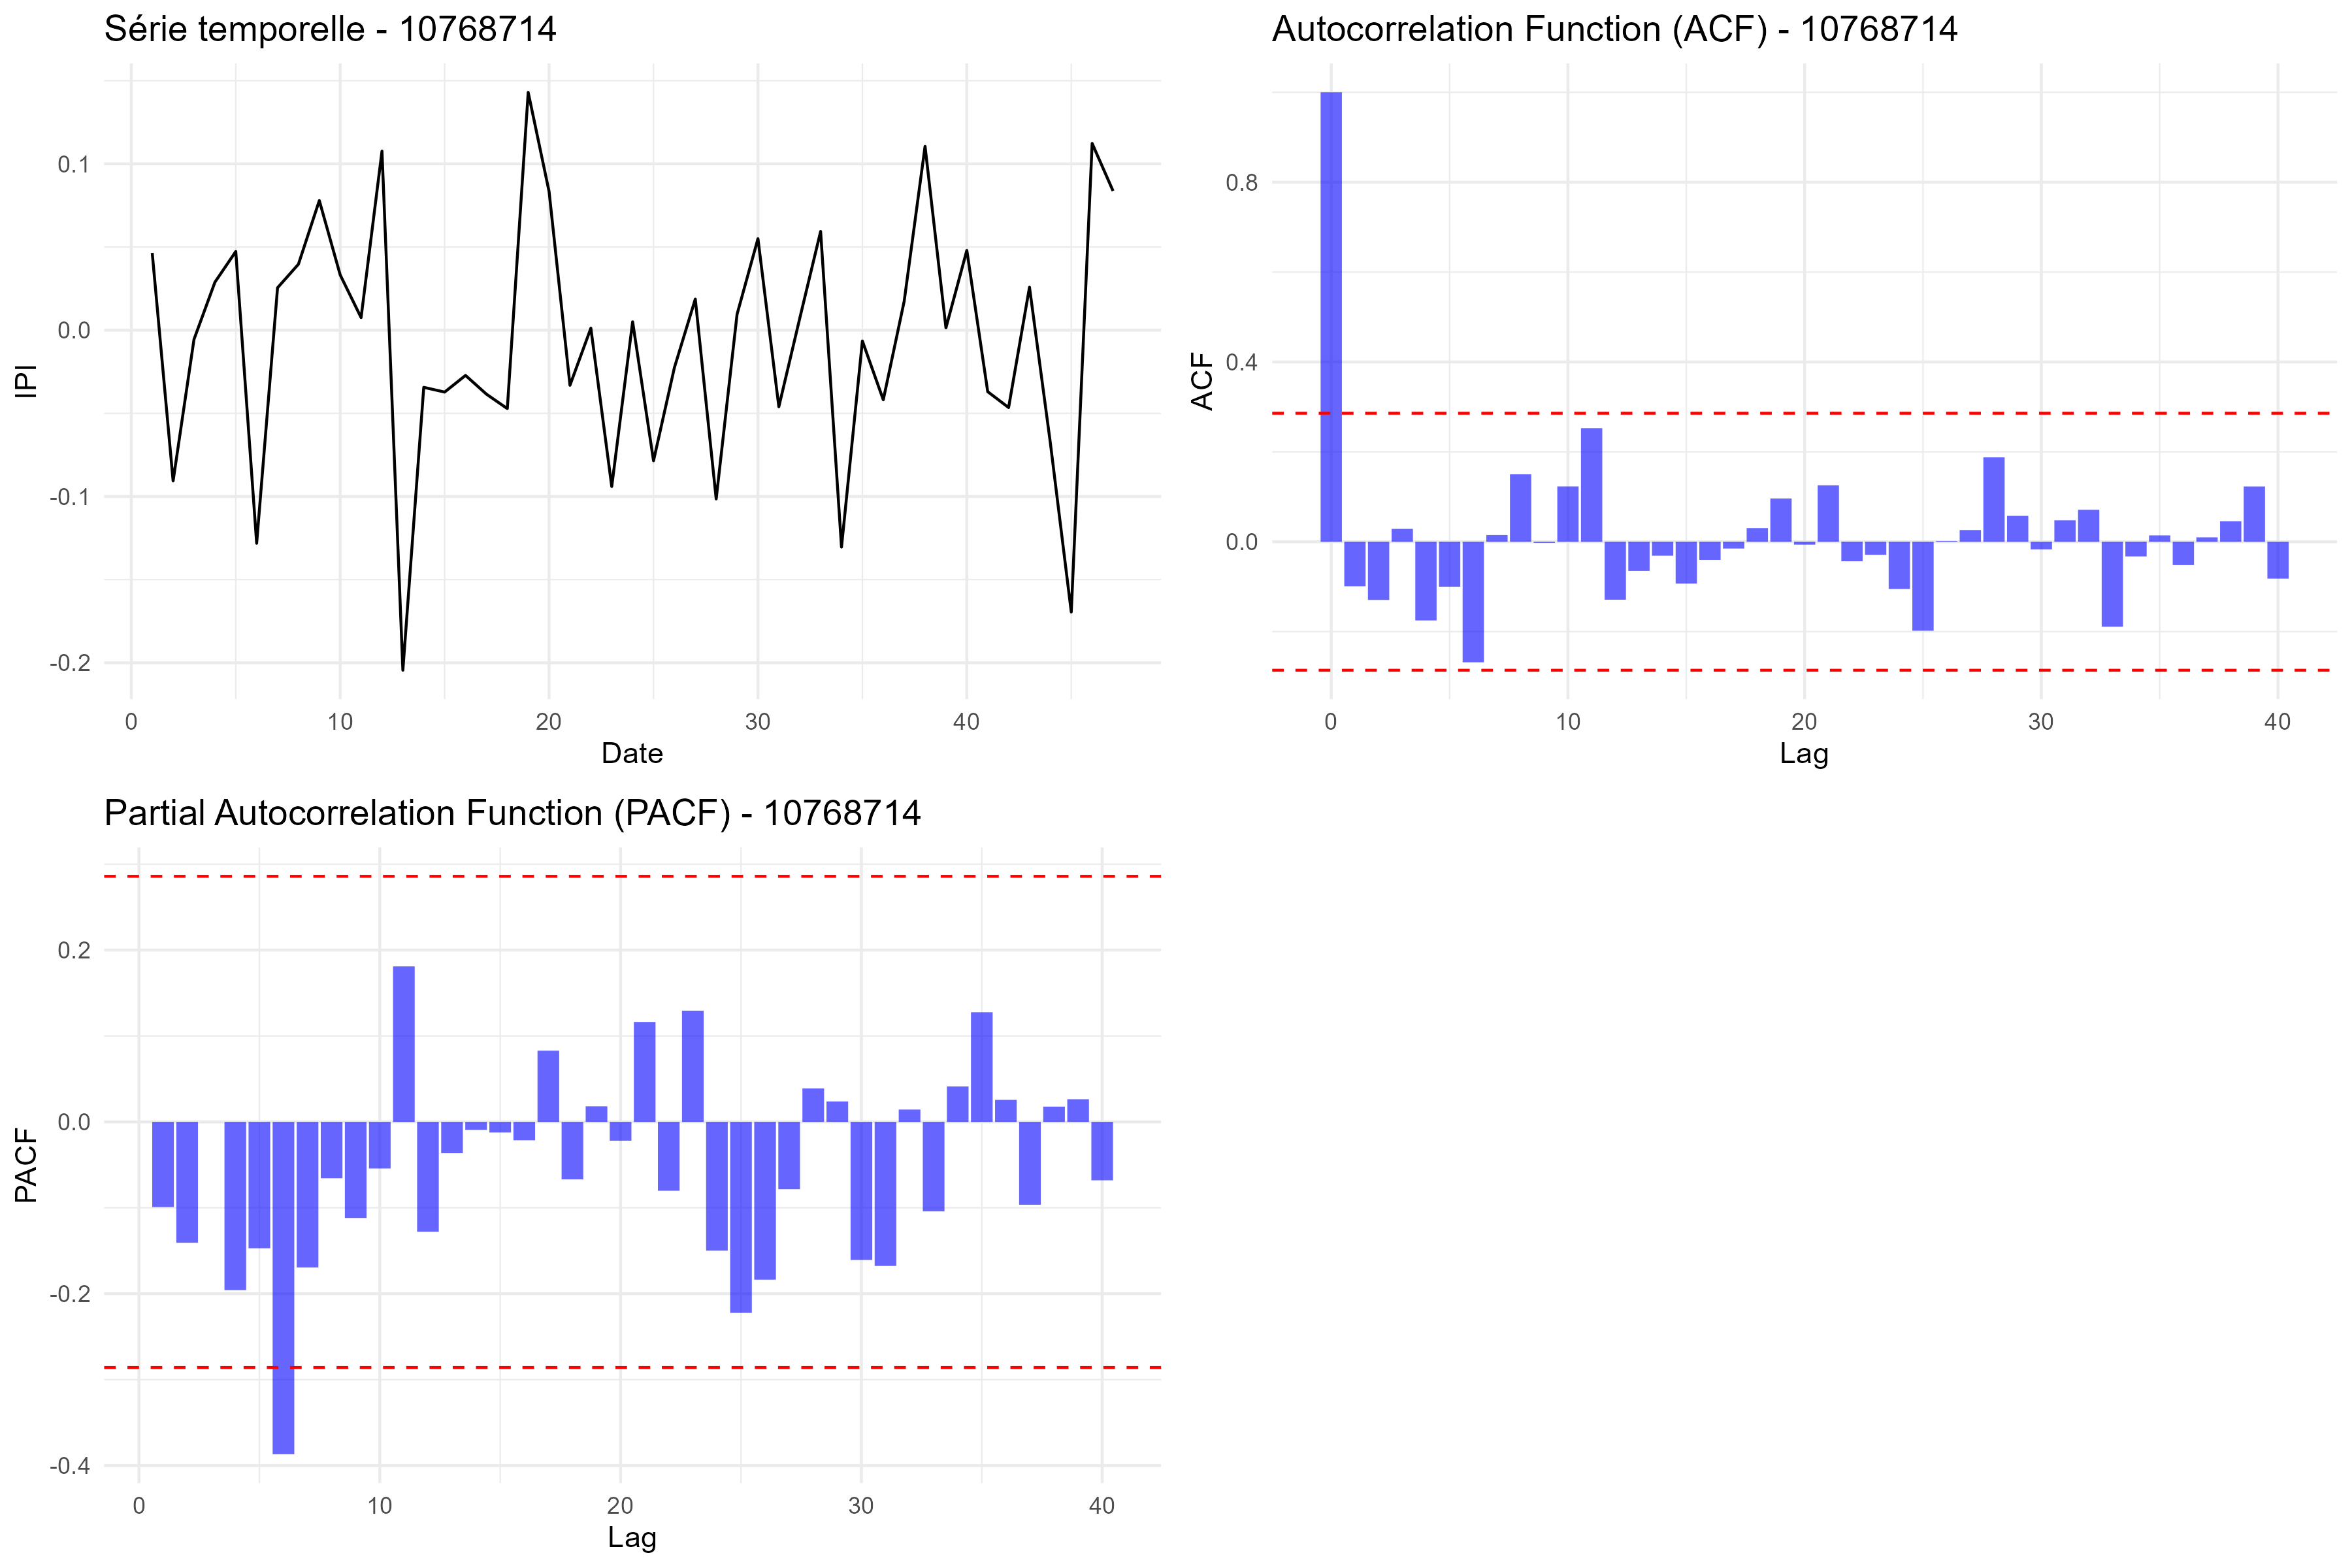 Série temporelle - 10768714
IPI
0.1
0.0
-0.1
-0.2
0
10
20
30
40
Date
Autocorrelation Function (ACF) - 10768714
ACF
0.8
0.4
0.0
0
10
20
30
40
Lag
Partial Autocorrelation Function (PACF) - 10768714
PACF
0.2
0.0
-0.2
-0.4
0
10
20
30
40
Lag